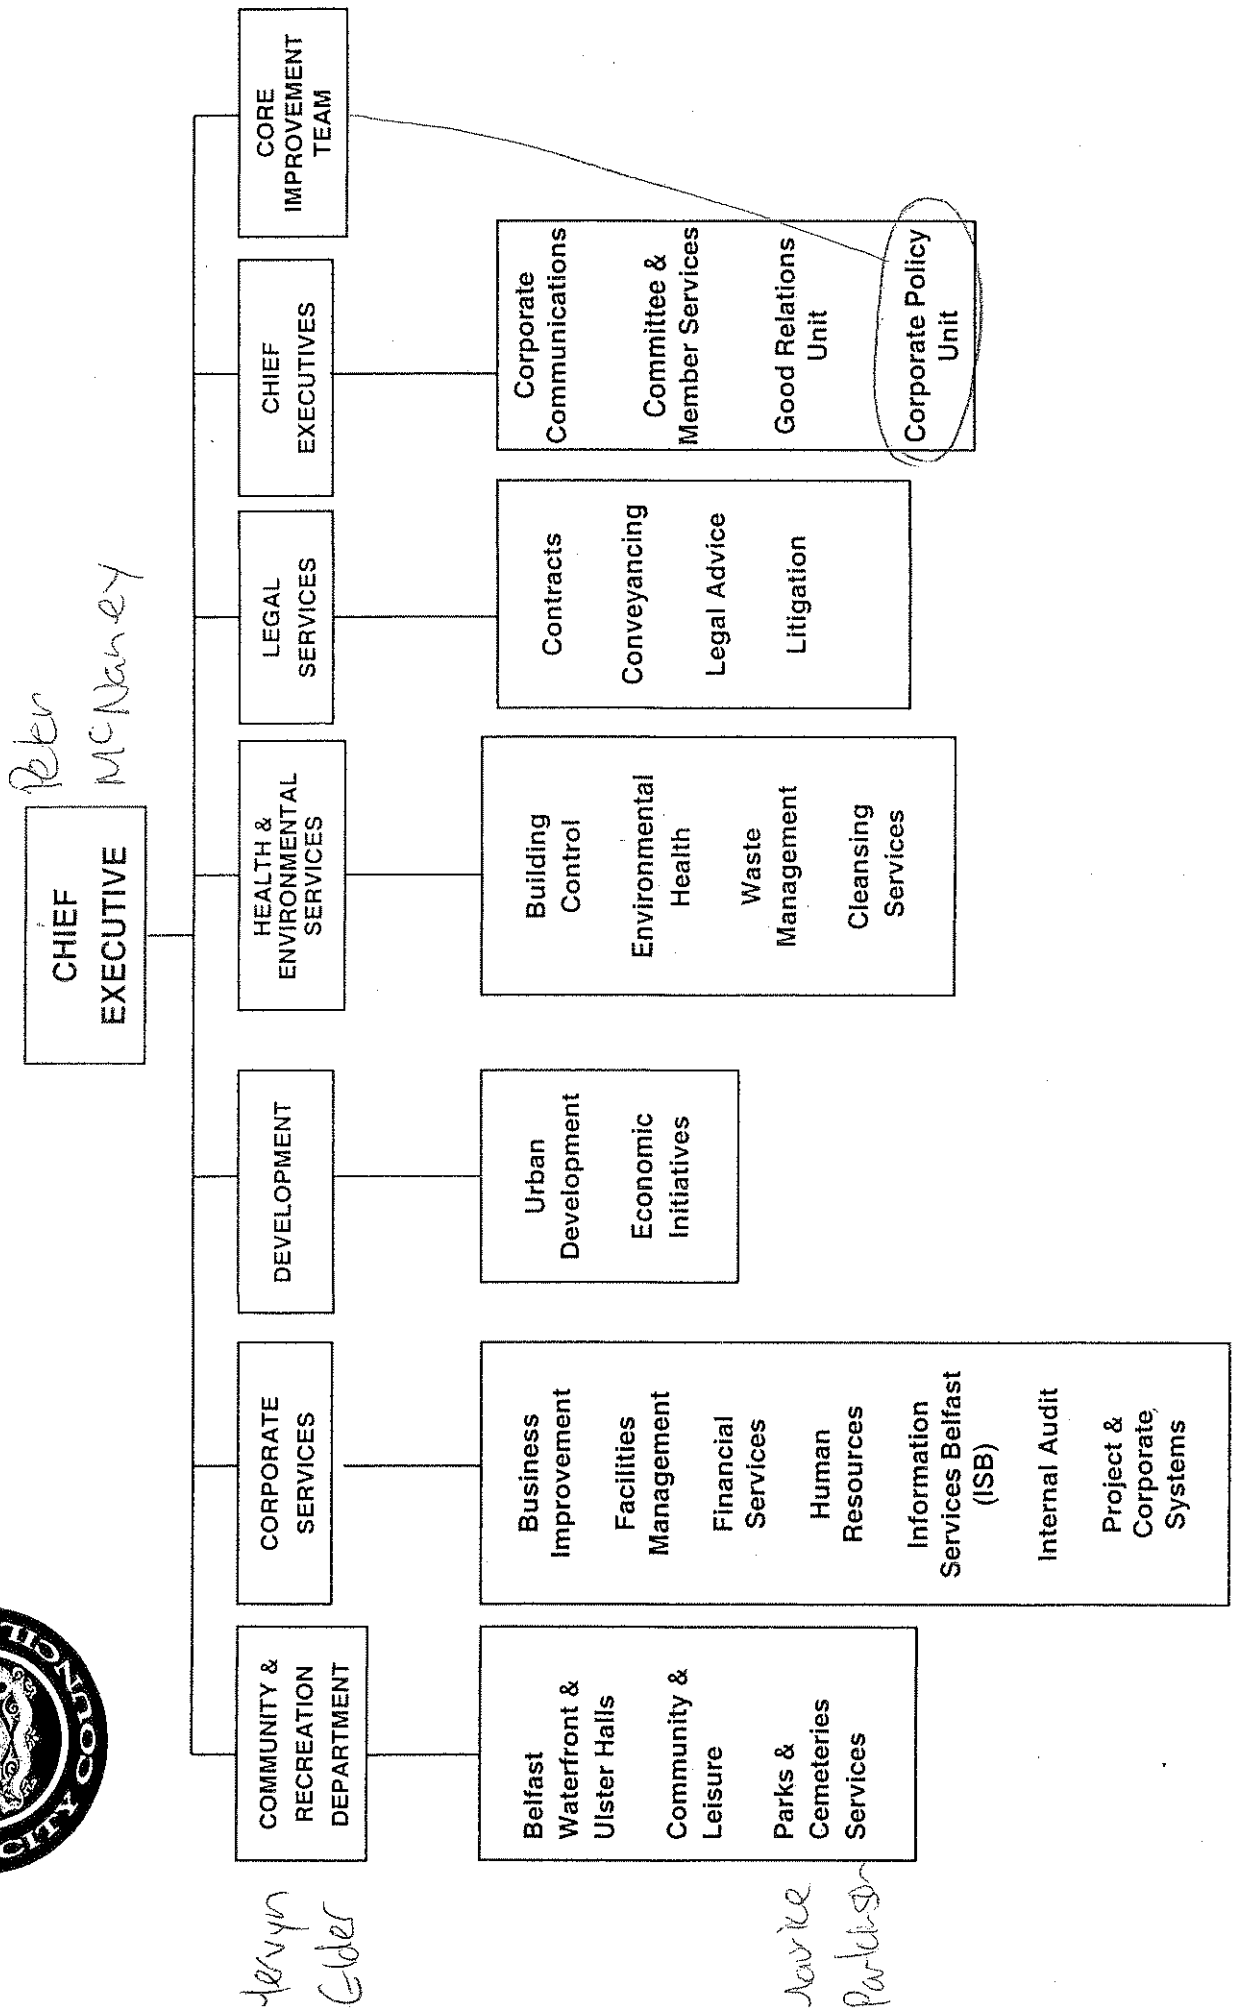 Peter
McNaney
CHIEF
EXECUTIVE
CITY COUNCIL
COMMUNITY &
RECREATION
DEPARTMENT
CORPORATE
SERVICES
DEVELOPMENT
HEALTH &
ENVIRONMENTAL
SERVICES
LEGAL
SERVICES
CHIEF
EXECUTIVES
CORE
IMPROVEMENT
TEAM
Elder
Belfast
Waterfront &
Ulster Halls
Community &
Leisure
Parks &
Cemeteries
Services
Business
Improvement
Facilities
Management
Financial
Services
Human
Resources
Information
Services Belfast
(ISB)
Internal Audit
Project &
Corporate
Systems
Urban
Development
Economic
Initiatives
Building
Control
Environmental
Health
Waste
Management
Cleansing
Services
Contracts
Conveyancing
Legal Advice
Litigation
Corporate
Communications
Committee &
Member Services
Good Relations
Unit
Corporate Policy
Unit